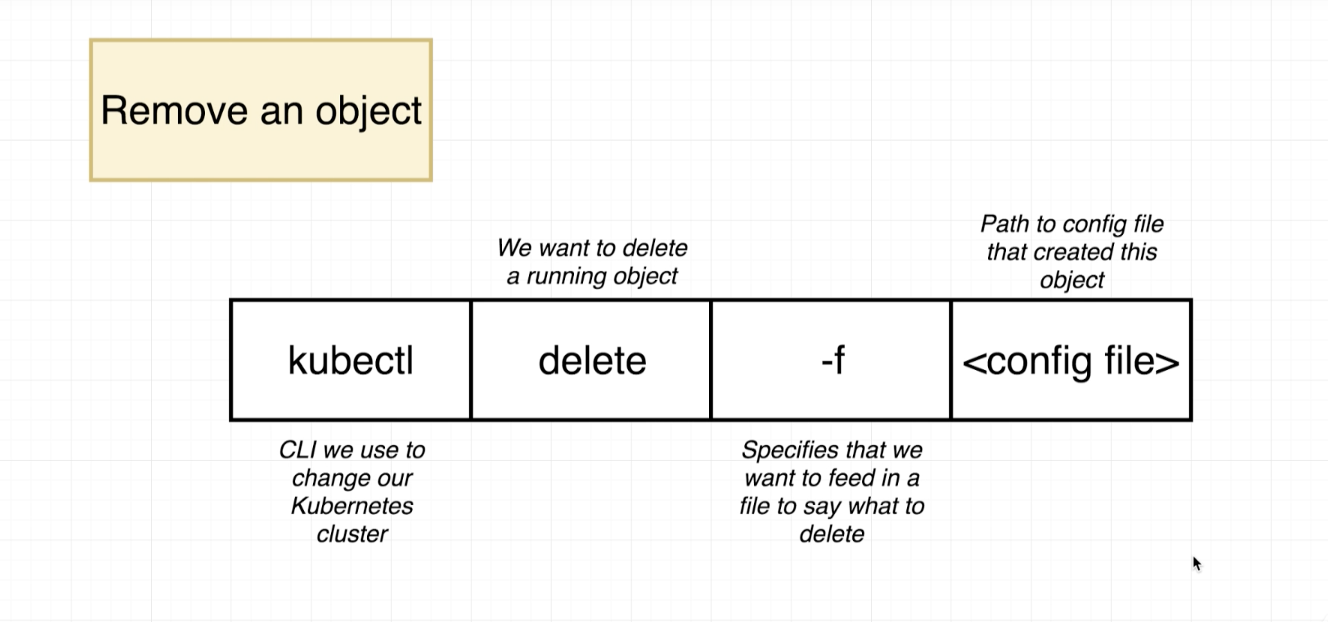 Remove an object
We want to delete
a running object
Path to config file
that created this
object
kubectl
delete
-f
<config file>
CLI we use to
change our
Kubernetes
cluster
Specifies that we
want to feed in a
file to say what to
delete